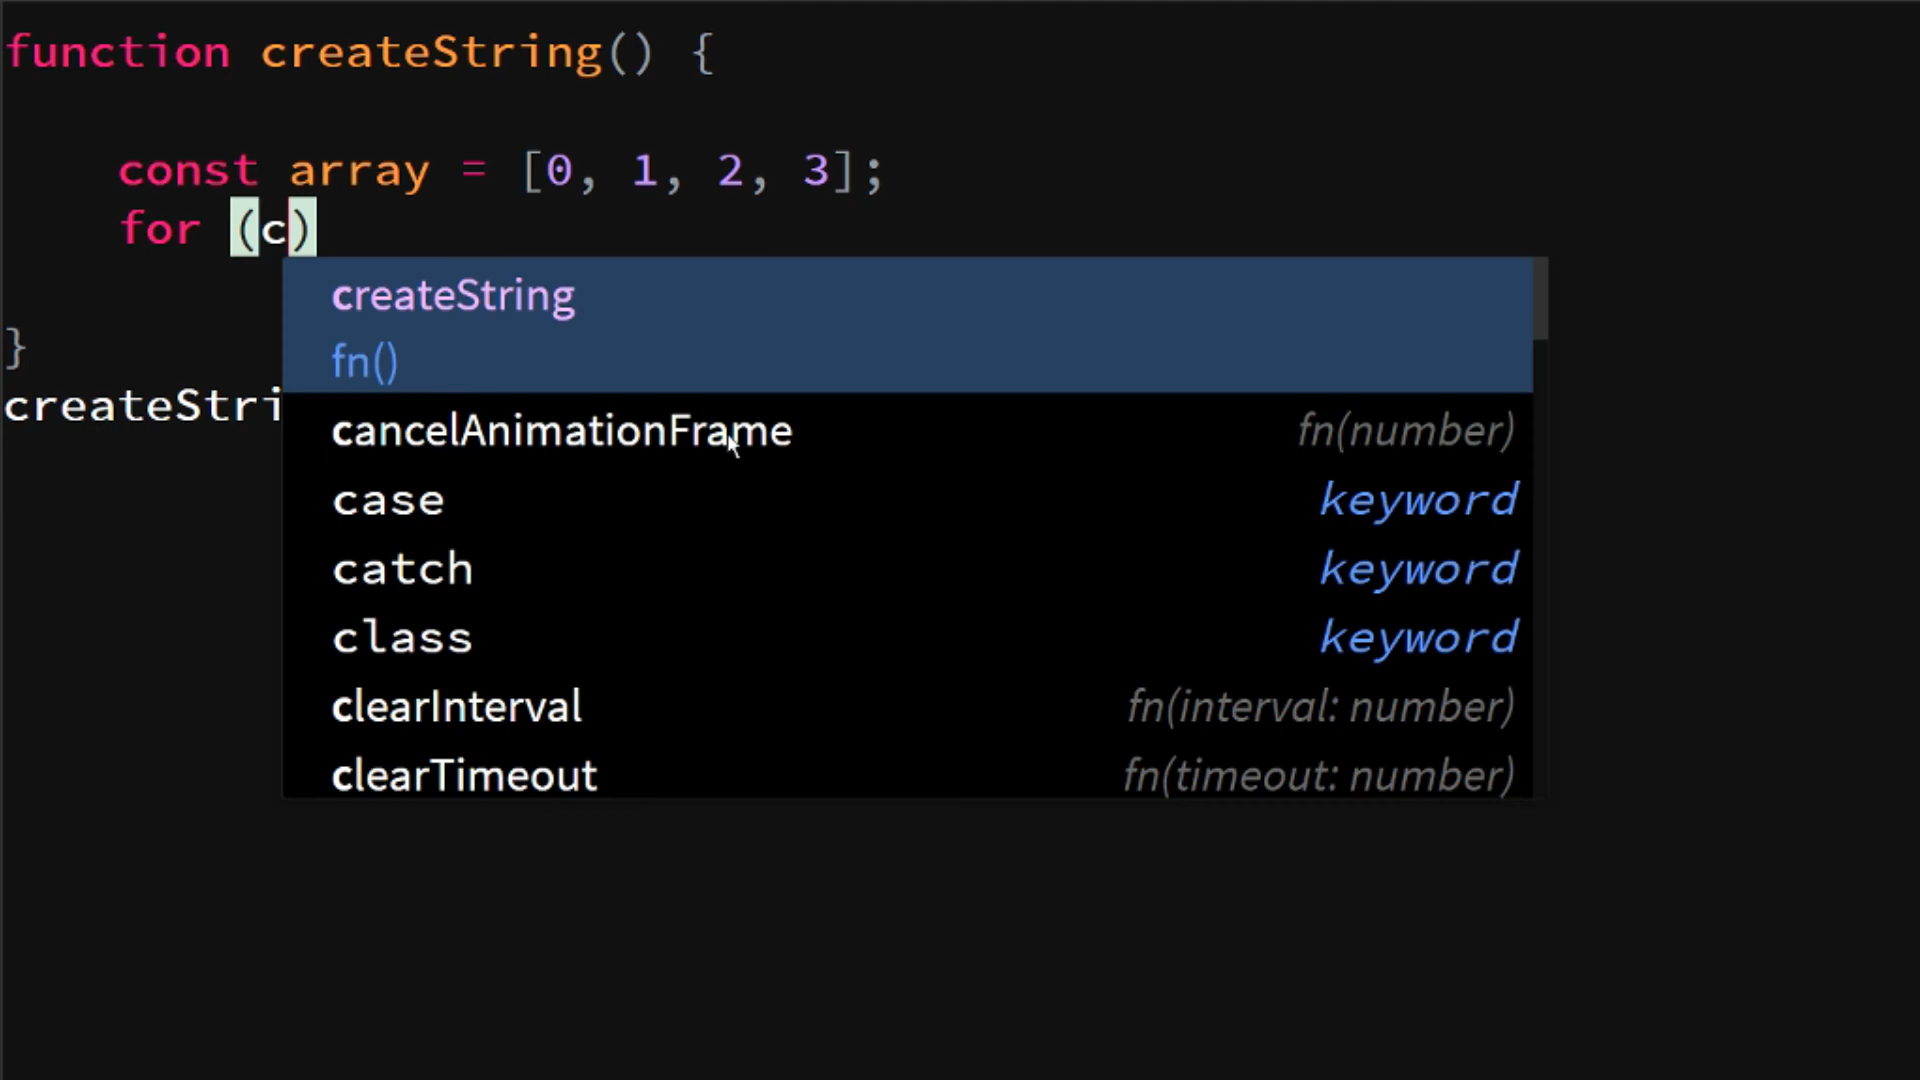 function createString() {
const array = [0, 1, 2, 3];
for (c)
createString
fn()
}
createStri
cancelAnimationFrame fn(number)
case keyword
catch keyword
class keyword
clearInterval fn(interval: number)
clearTimeout fn(timeout: number)